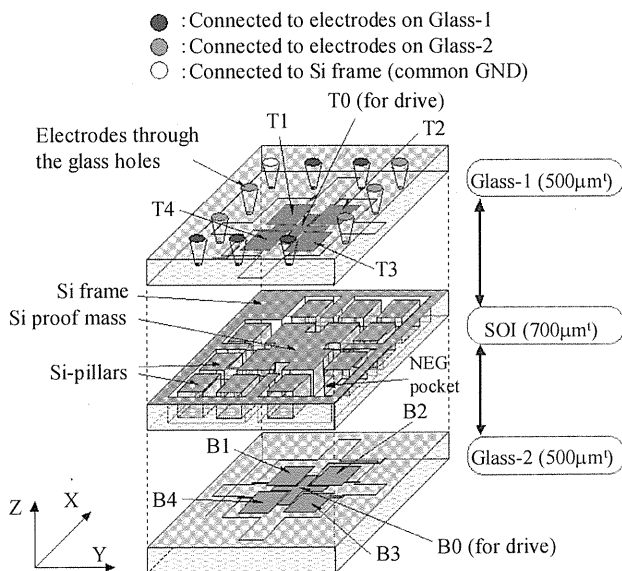 : Connected to electrodes on Glass-1
: Connected to electrodes on Glass-2
: Connected to Si frame (common GND)
T0 (for drive)
T1
T2
Electrodes through
the glass holes
T4
T3
Glass-1 (500μmᵗ)
Si frame
Si proof mass
Si-pillars
NEG
pocket
SOI (700μmᵗ)
B1
B2
B4
B3
B0 (for drive)
Glass-2 (500μmᵗ)
Z
X
Y